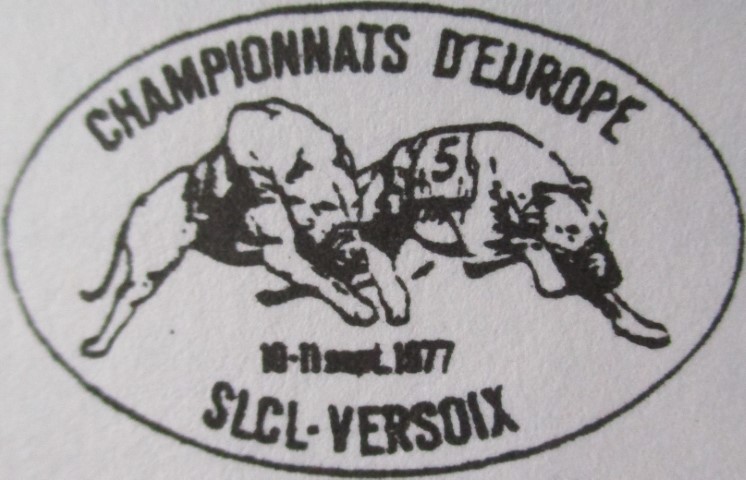 CHAMPIONNATS D'EUROPE
5
10-11 sept. 1977
SLCL-VERSOIX